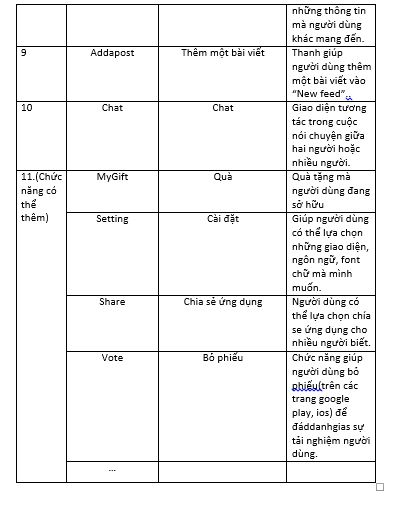 những thông tin
mà người dùng
khác mang đến.
9 Addapost Thêm một bài viết Thanh giúp
người dùng thêm
một bài viết vào
“New feed”.
10 Chat Chat Giao diện tương
tác trong cuộc
nói chuyện giữa
hai người hoặc
nhiều người.
11.(Chức MyGift Quà Quà tặng mà
năng có người dùng đang
thể sở hữu
thêm) Setting Cài đặt Giúp người dùng
có thể lựa chọn
những giao diện,
ngôn ngữ, font
chữ mà mình
muốn.
Share Chia sẻ ứng dụng Người dùng có
thể lựa chọn chía
se ứng dụng cho
nhiều người biết.
Vote Bỏ phiếu Chức năng giúp
người dùng bỏ
phiếu(trên các
trang google
play, ios) để
đáddanhgias sự
tải nghiệm người
dùng.
...